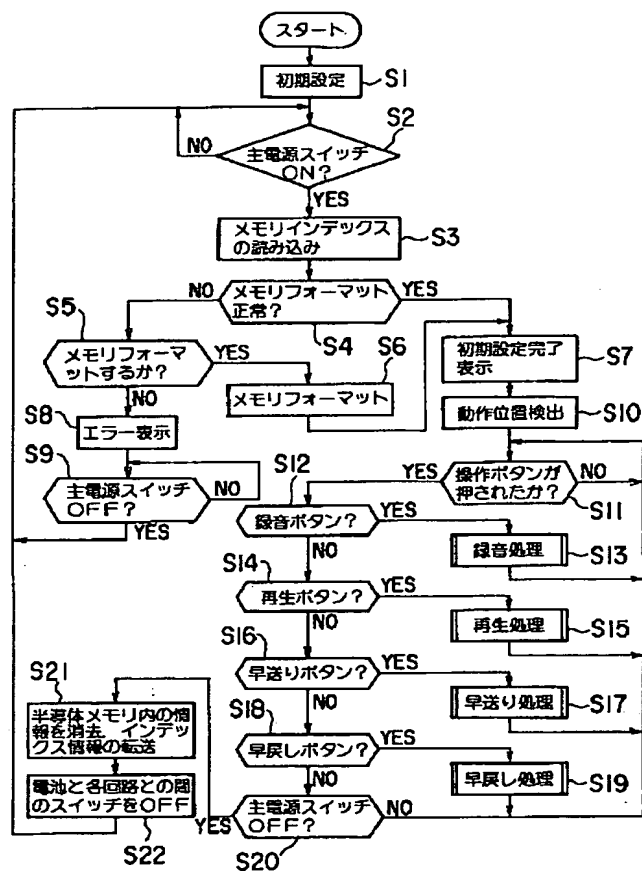 スタート
初期設定
S1
S2
主電源スイッチ
ON?
NO
YES
メモリインデックス
の読み込み
S3
NO
メモリフォーマット
正常?
YES
S4
S5
メモリフォーマ
ットするか?
YES
S6
メモリフォーマット
初期設定完了
表示
S7
NO
S8
エラー表示
動作位置検出
S10
S9
主電源スイッチ
OFF?
NO
YES
S12
YES
操作ボタンが
押されたか?
NO
S11
録音ボタン?
YES
録音処理
S13
NO
S14
再生ボタン?
YES
再生処理
S15
NO
S16
早送りボタン?
YES
早送り処理
S17
NO
S18
早戻しボタン?
YES
早戻し処理
S19
NO
S21
半導体メモリ内の情
報を消去,インデッ
クス情報の転送
電池と各回路との間
のスイッチをOFF
S22
YES
主電源スイッチ
OFF?
NO
S20